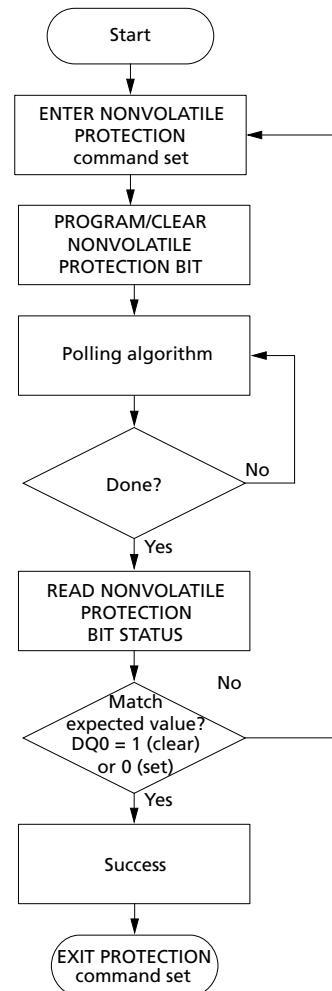 Start
ENTER NONVOLATILE
PROTECTION
command set
PROGRAM/CLEAR
NONVOLATILE
PROTECTION BIT
Polling algorithm
Done?
No
Yes
READ NONVOLATILE
PROTECTION
BIT STATUS
No
Match
expected value?
DQ0 = 1 (clear)
or 0 (set)
Yes
Success
EXIT PROTECTION
command set